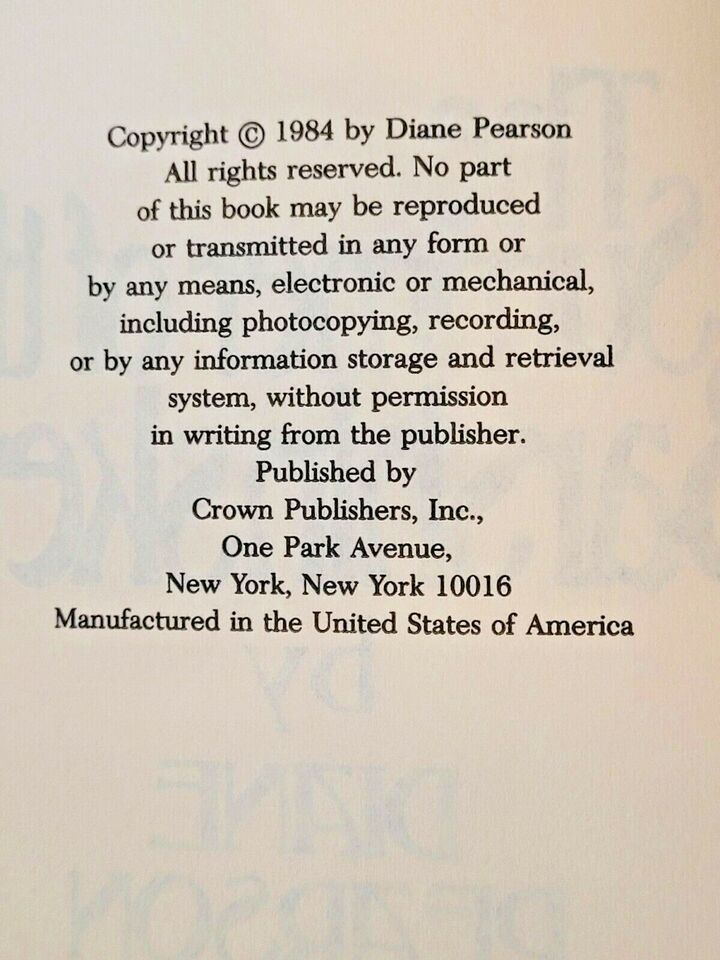 Copyright © 1984 by Diane Pearson
All rights reserved. No part
of this book may be reproduced
or transmitted in any form or
by any means, electronic or mechanical,
including photocopying, recording,
or by any information storage and retrieval
system, without permission
in writing from the publisher.
Published by
Crown Publishers, Inc.,
One Park Avenue,
New York, New York 10016
Manufactured in the United States of America
by
DIANE
PEARSON